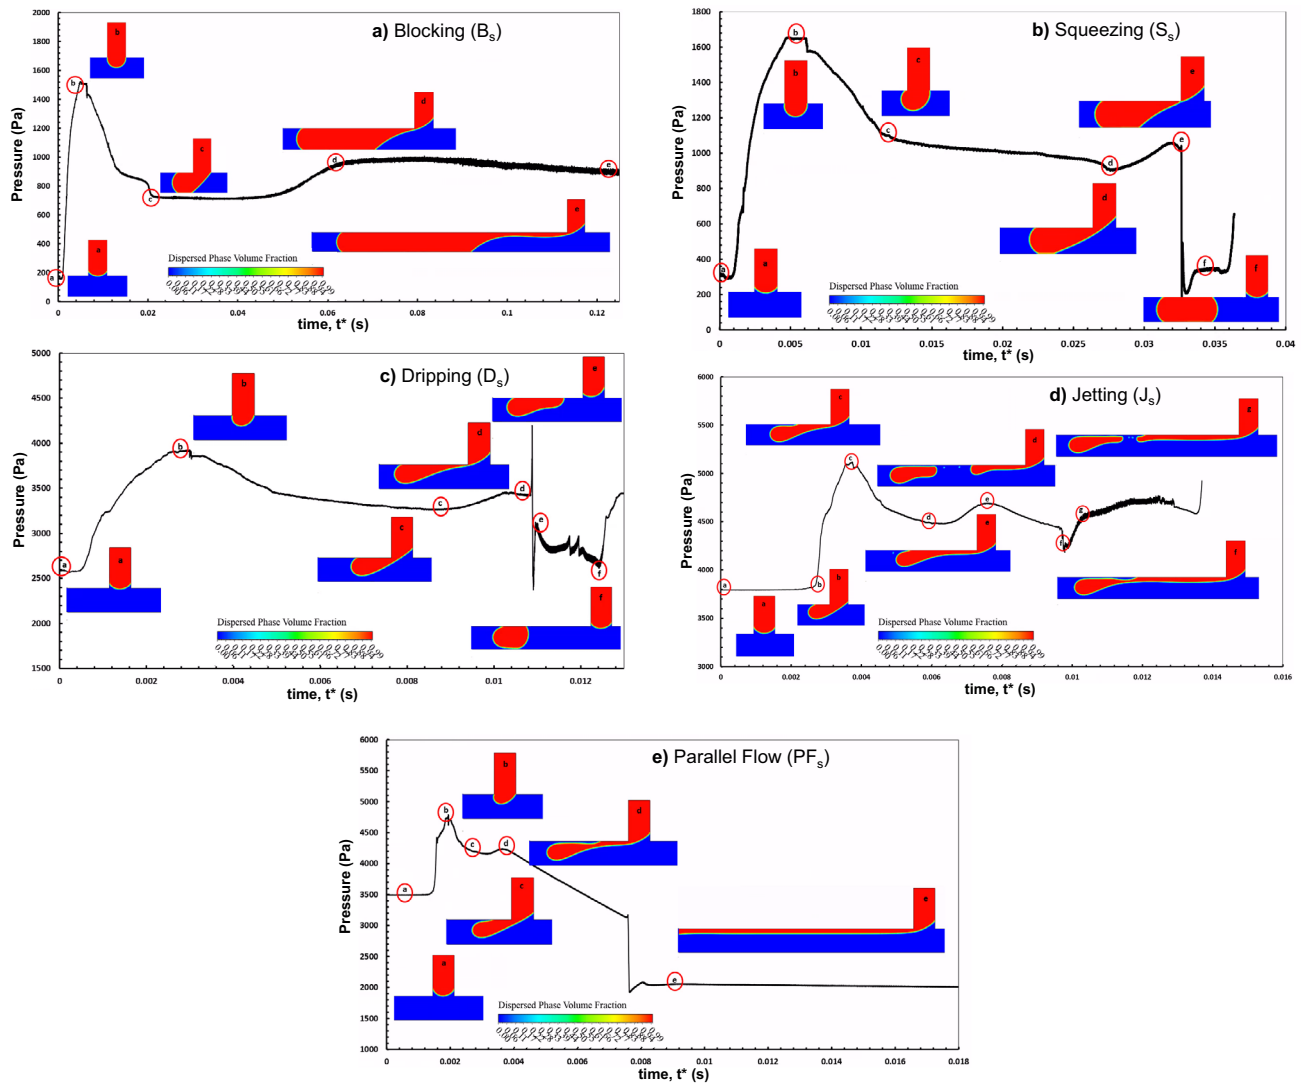 a) Blocking (Bs)
Pressure (Pa)
2000
1800
1600
1400
1200
1000
800
600
400
200
0
0 0.02 0.04 0.06 0.08 0.1 0.12
time, t* (s)
a
b
c
d
e
a
b
c
d
e
Dispersed Phase Volume Fraction
b) Squeezing (Ss)
Pressure (Pa)
1800
1600
1400
1200
1000
800
600
400
200
0
0 0.005 0.01 0.015 0.02 0.025 0.03 0.035 0.04
time, t* (s)
a
b
c
d
e
f
a
b
c
d
e
f
Dispersed Phase Volume Fraction
c) Dripping (Ds)
Pressure (Pa)
5000
4500
4000
3500
3000
2500
2000
1500
0 0.002 0.004 0.006 0.008 0.01 0.012
time, t* (s)
a
b
c
d
e
f
a
b
c
d
e
f
Dispersed Phase Volume Fraction
d) Jetting (Js)
Pressure (Pa)
6000
5500
5000
4500
4000
3500
3000
0 0.002 0.004 0.006 0.008 0.01 0.012 0.014 0.016
time, t* (s)
a
b
c
d
e
f
g
a
b
c
d
e
f
g
Dispersed Phase Volume Fraction
e) Parallel Flow (PFs)
Pressure (Pa)
6000
5500
5000
4500
4000
3500
3000
2500
2000
1500
1000
0 0.002 0.004 0.006 0.008 0.01 0.012 0.014 0.016 0.018
time, t* (s)
a
b
c
d
e
a
b
c
d
e
Dispersed Phase Volume Fraction